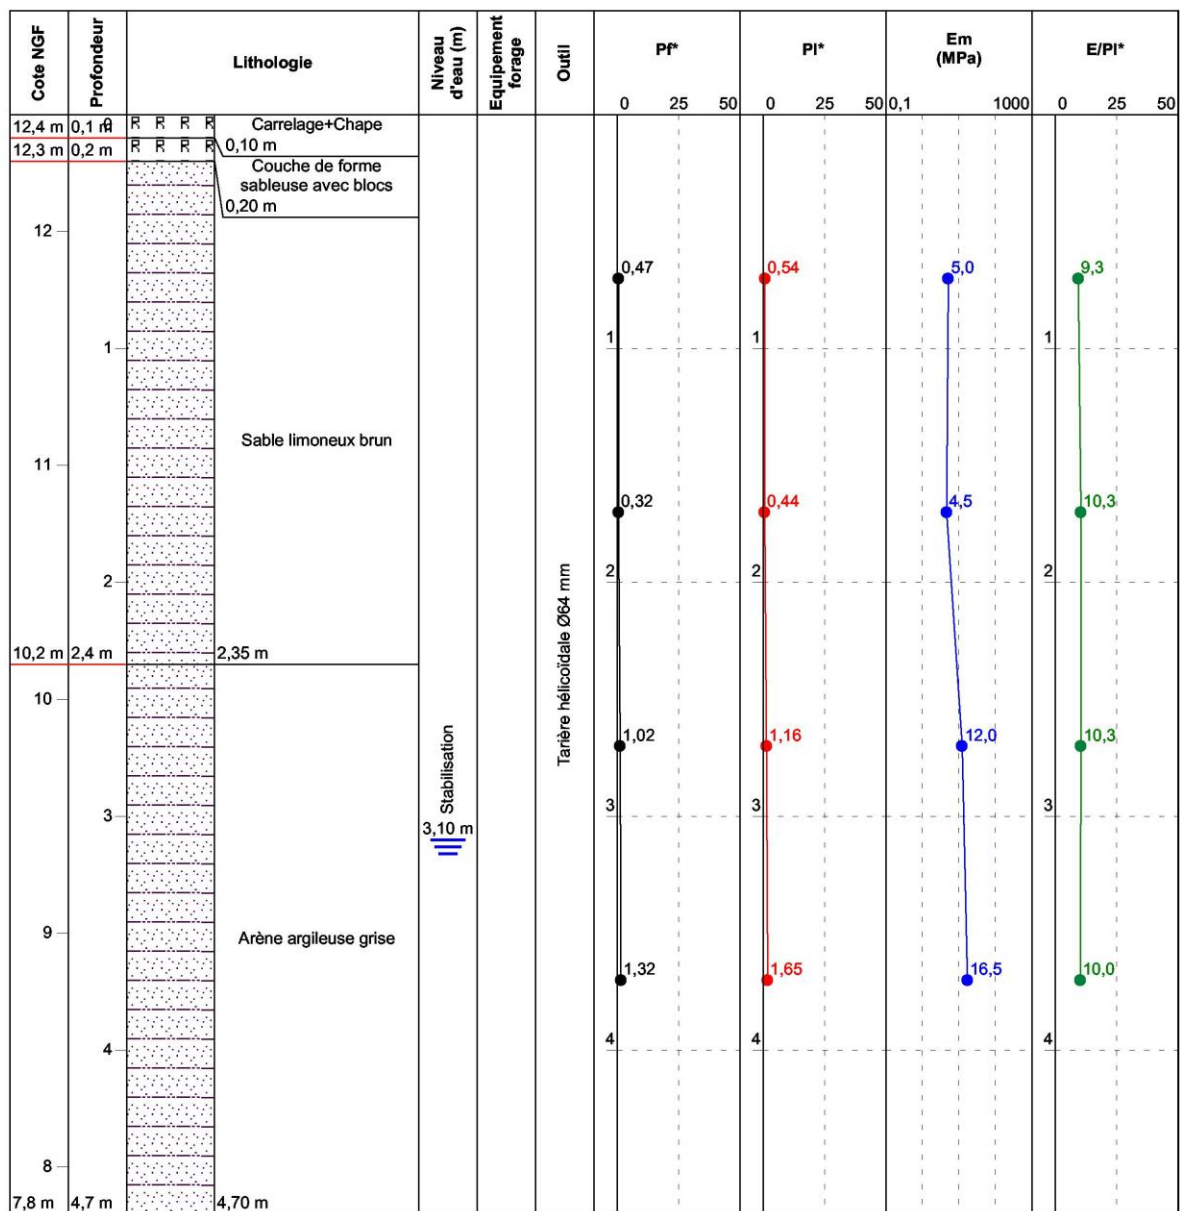 Cote NGF
Profondeur
Lithologie
Niveau
d'eau (m)
Equipement
forage
Outil
Pf*
Pl*
Em
(MPa)
E/Pl*
0 25 50
0 25 50
0,1 1000
0 25 50
12,4 m 0,1 m 0
R R R R
Carrelage+Chape
0,10 m
12,3 m 0,2 m
R R R R
Couche de forme
sableuse avec blocs
0,20 m
12
0,47 0,54 5,0 9,3
1 1 1 1
Sable limoneux brun
11
0,32 0,44 4,5 10,3
2 2 2 2
10,2 m 2,4 m 2,35 m
10
Tarière hélicoïdale Ø64 mm
1,02 1,16 12,0 10,3
Stabilisation
3 3 3 3
3,10 m
9
Arène argileuse grise
1,32 1,65 16,5 10,0
4 4 4 4
8
7,8 m 4,7 m 4,70 m